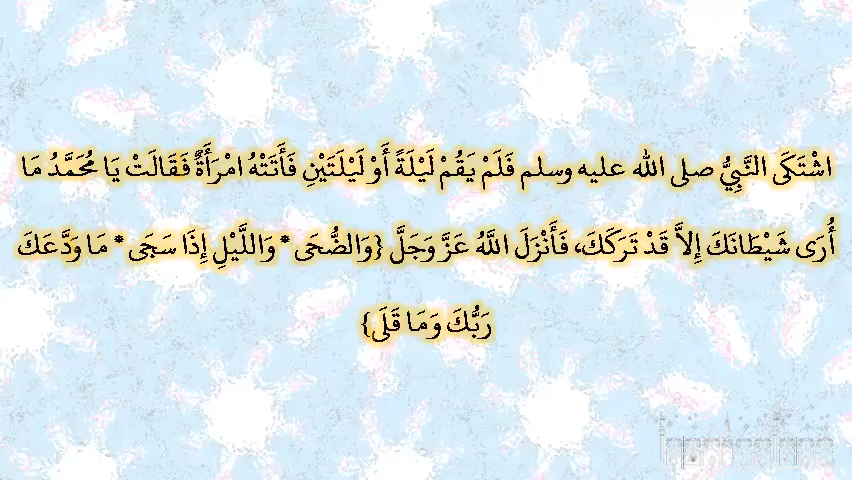 اشْتَكَى النَّبِيُّ صلى الله عليه وسلم فَلَمْ يَقُمْ لَيْلَةً أَوْ لَيْلَتَيْنِ فَأَتَتْهُ امْرَأَةٌ فَقَالَتْ يَا مُحَمَّدُ مَا
أُرَى شَيْطَانَكَ إِلاَّ قَدْ تَرَكَكَ، فَأَنْزَلَ اللَّهُ عَزَّ وَجَلَّ {وَالضُّحَى * وَاللَّيْلِ إِذَا سَجَى * مَا وَدَّعَكَ
رَبُّكَ وَمَا قَلَى}